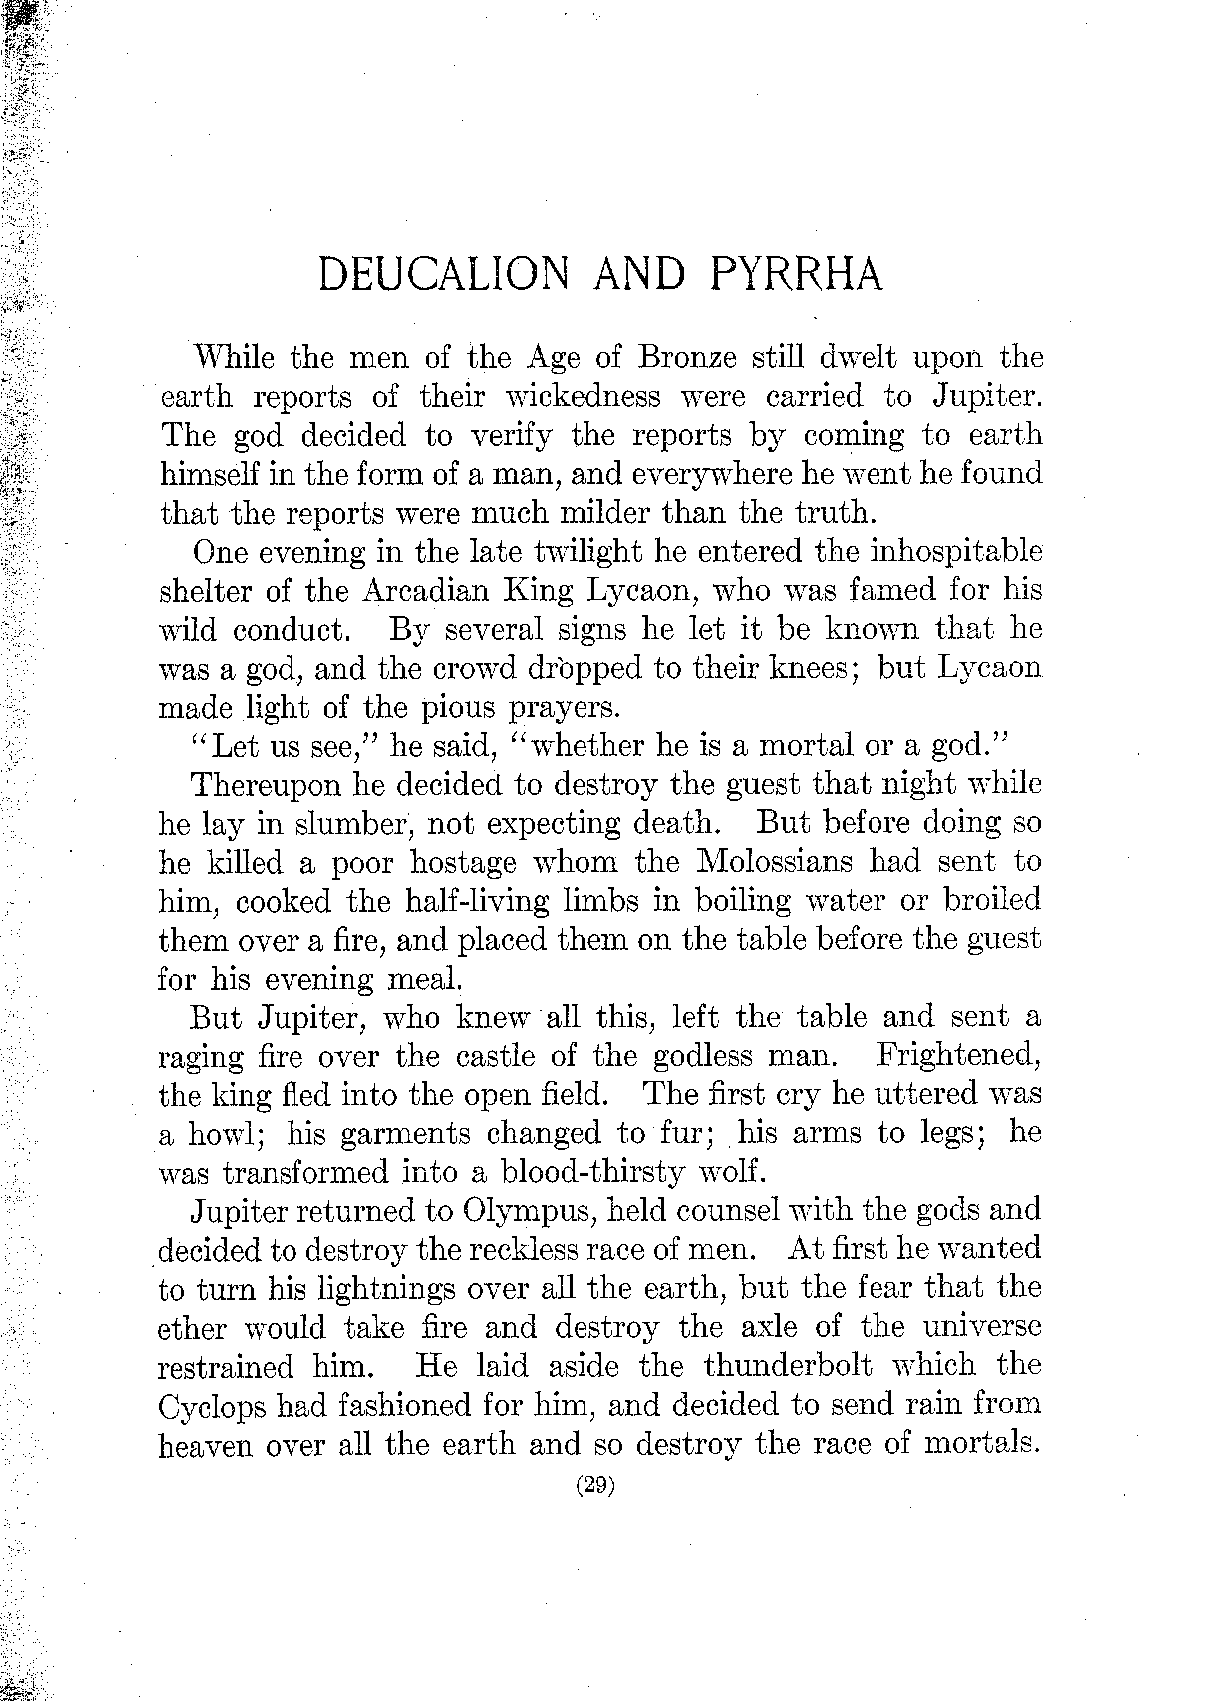 DEUCALION AND PYRRHA
While the men of the Age of Bronze still dwelt upon the
earth reports of their wickedness were carried to Jupiter.
The god decided to verify the reports by coming to earth
himself in the form of a man, and everywhere he went he found
that the reports were much milder than the truth.
One evening in the late twilight he entered the inhospitable
shelter of the Arcadian King Lycaon, who was famed for his
wild conduct. By several signs he let it be known that he
was a god, and the crowd dropped to their knees; but Lycaon
made light of the pious prayers.
“Let us see,” he said, “whether he is a mortal or a god.”
Thereupon he decided to destroy the guest that night while
he lay in slumber, not expecting death. But before doing so
he killed a poor hostage whom the Molossians had sent to
him, cooked the half-living limbs in boiling water or broiled
them over a fire, and placed them on the table before the guest
for his evening meal.
But Jupiter, who knew all this, left the table and sent a
raging fire over the castle of the godless man. Frightened,
the king fled into the open field. The first cry he uttered was
a howl; his garments changed to fur; his arms to legs; he
was transformed into a blood-thirsty wolf.
Jupiter returned to Olympus, held counsel with the gods and
decided to destroy the reckless race of men. At first he wanted
to turn his lightnings over all the earth, but the fear that the
ether would take fire and destroy the axle of the universe
restrained him. He laid aside the thunderbolt which the
Cyclops had fashioned for him, and decided to send rain from
heaven over all the earth and so destroy the race of mortals.
(29)